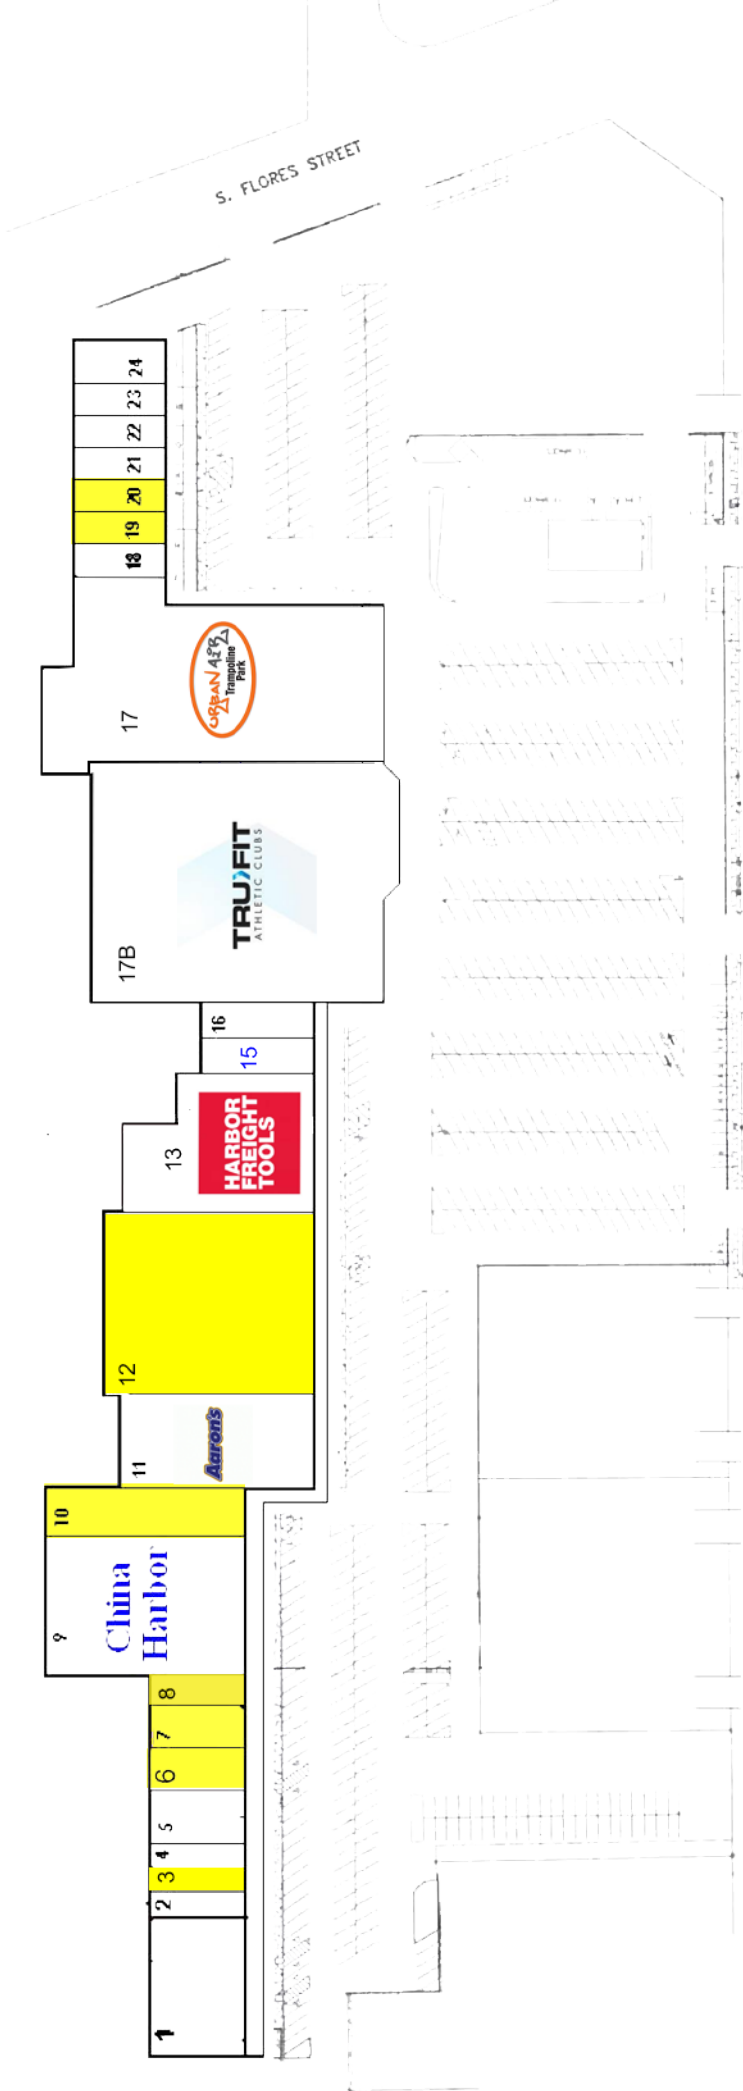 S. FLORES STREET
24
23
22
21
20
19
18
17
URBAN AIR
Trampoline
Park
17B
TRUFIT
ATHLETIC CLUBS
16
15
13
HARBOR
FREIGHT
TOOLS
12
11
Aaron's
10
9
China
Harbor
8
7
6
5
4
3
2
1